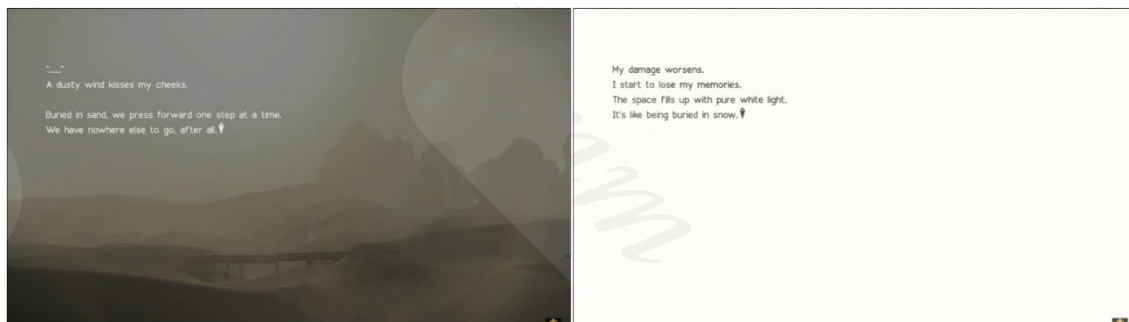 "__"
A dusty wind kisses my cheeks.
Buried in sand, we press forward one step at a time.
We have nowhere else to go, after all.
My damage worsens.
I start to lose my memories.
The space fills up with pure white light.
It's like being buried in snow.